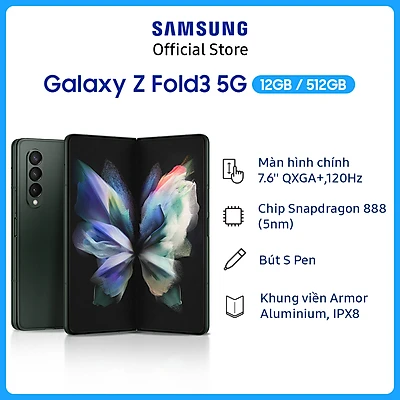 SAMSUNG
Official Store
Galaxy Z Fold3 5G 12GB / 512GB
Màn hình chính
7.6" QXGA+,120Hz
Chip Snapdragon 888
(5nm)
Bút S Pen
Khung viền Armor
Aluminium, IPX8